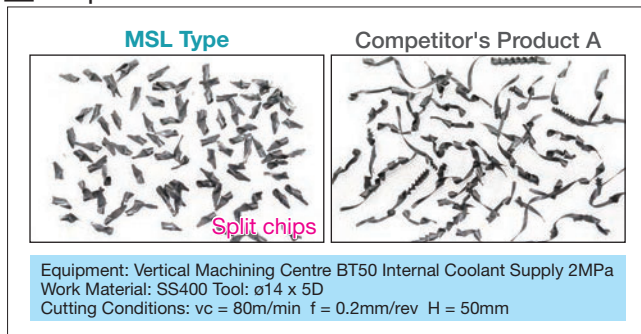 MSL Type
Competitor's Product A
Split chips
Equipment: Vertical Machining Centre BT50 Internal Coolant Supply 2MPa
Work Material: SS400 Tool: ø14 x 5D
Cutting Conditions: vc = 80m/min f = 0.2mm/rev H = 50mm